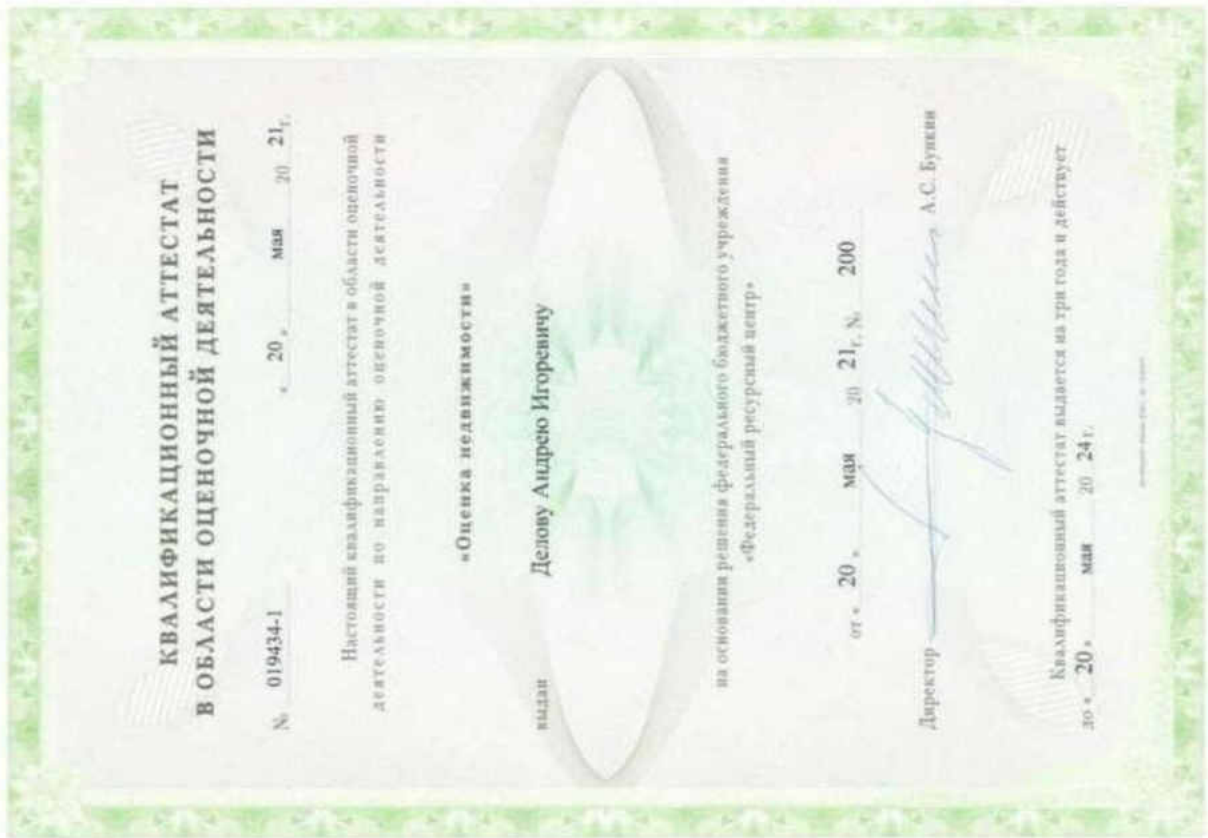 КВАЛИФИКАЦИОННЫЙ АТТЕСТАТ
В ОБЛАСТИ ОЦЕНОЧНОЙ ДЕЯТЕЛЬНОСТИ
№ 019434-1 « 20 » мая 20 21 г.
Настоящий квалификационный аттестат в области оценочной
деятельности по направлению оценочной деятельности
«Оценка недвижимости»
выдан Делову Андрею Игоревичу
на основании решения федерального бюджетного учреждения
«Федеральный ресурсный центр»
от « 20 » мая 20 21 г. № 200
Директор А.С. Бункин
Квалификационный аттестат выдается на три года и действует
до « 20 » мая 20 24 г.